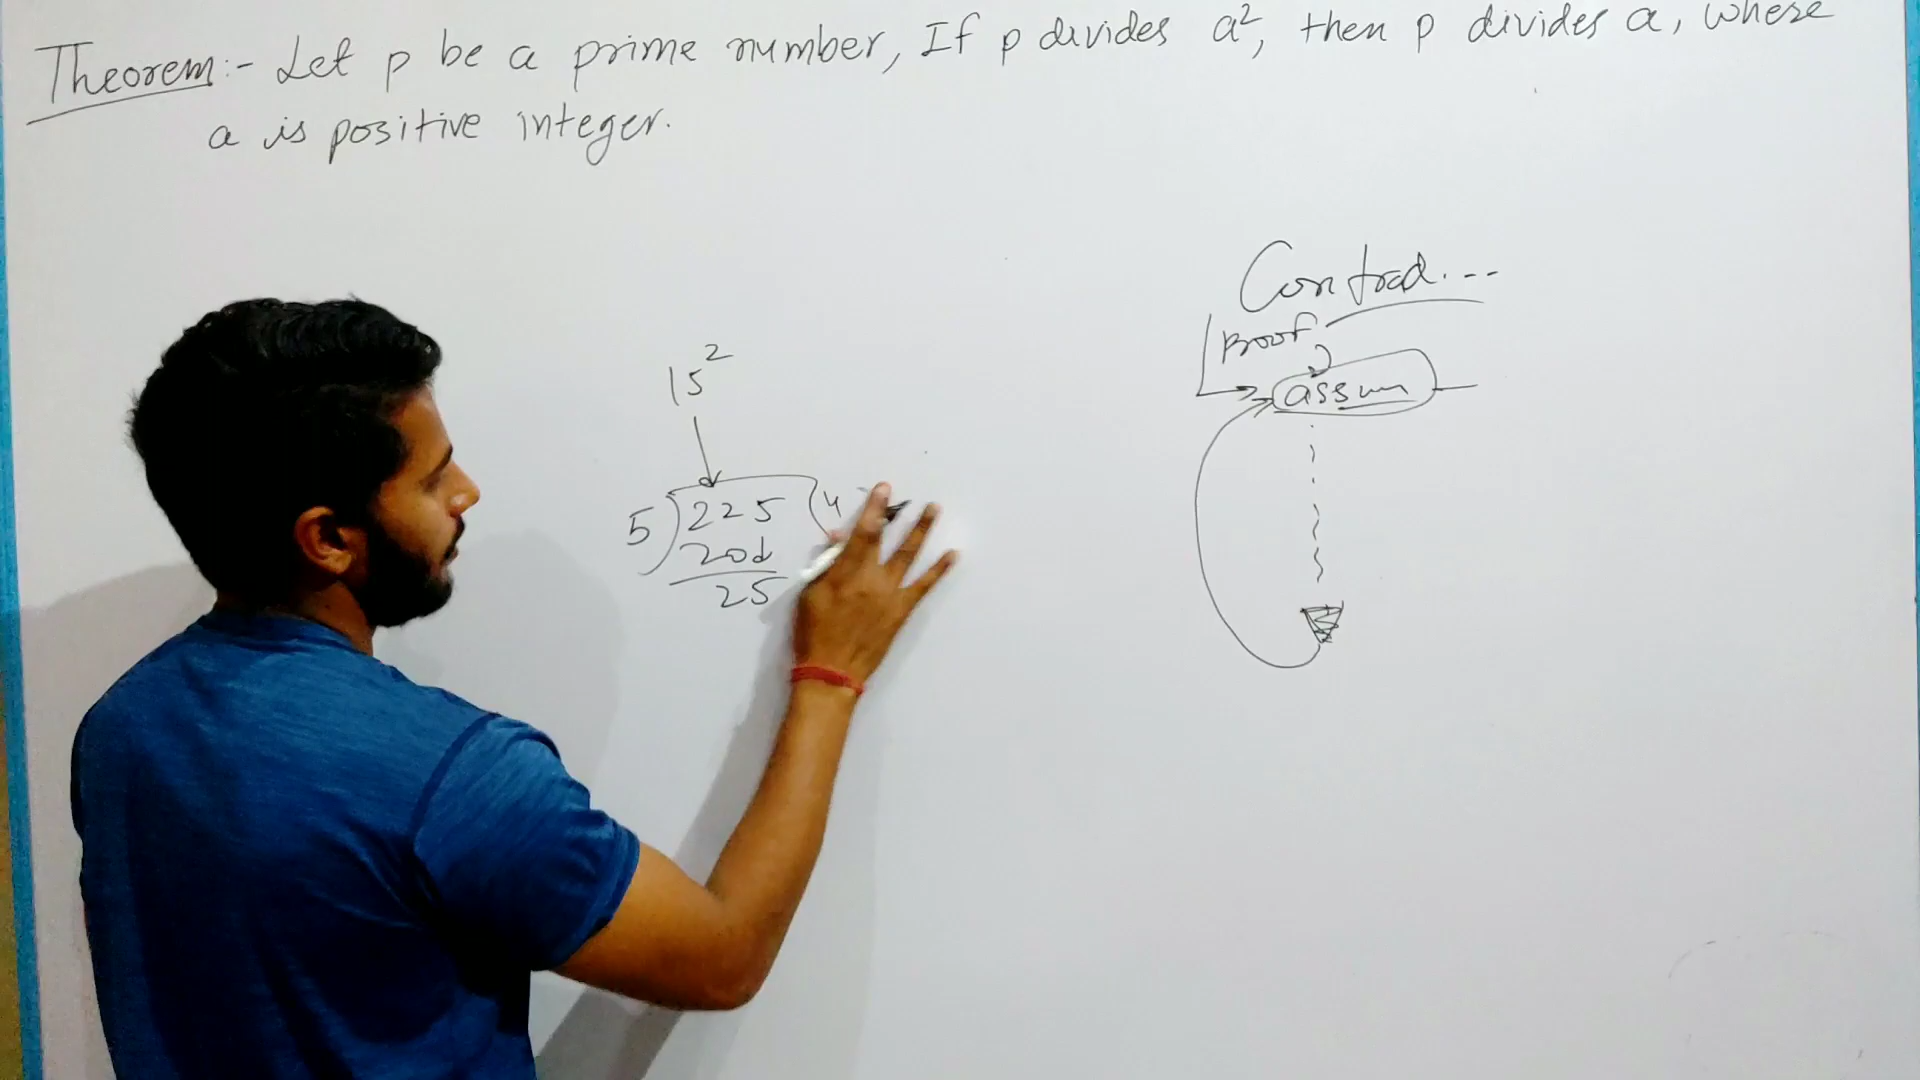 Theorem:- Let p be a prime number, If p divides a², then p divides a, where
a is positive integer.
Contrad. --
Proof
assum
15²
5) 225 (4
20↓
25